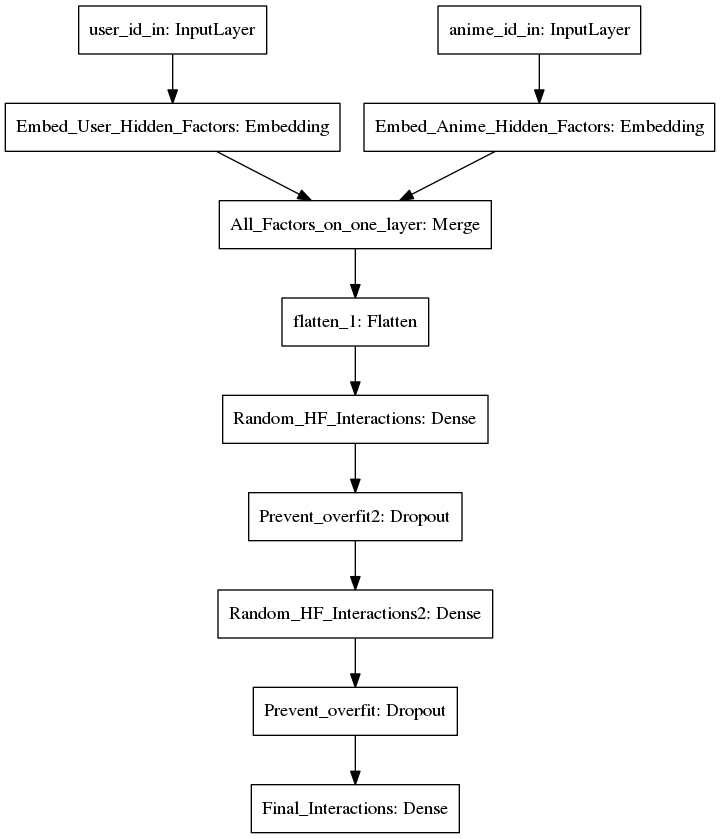 user_id_in: InputLayer
anime_id_in: InputLayer
Embed_User_Hidden_Factors: Embedding
Embed_Anime_Hidden_Factors: Embedding
All_Factors_on_one_layer: Merge
flatten_1: Flatten
Random_HF_Interactions: Dense
Prevent_overfit2: Dropout
Random_HF_Interactions2: Dense
Prevent_overfit: Dropout
Final_Interactions: Dense